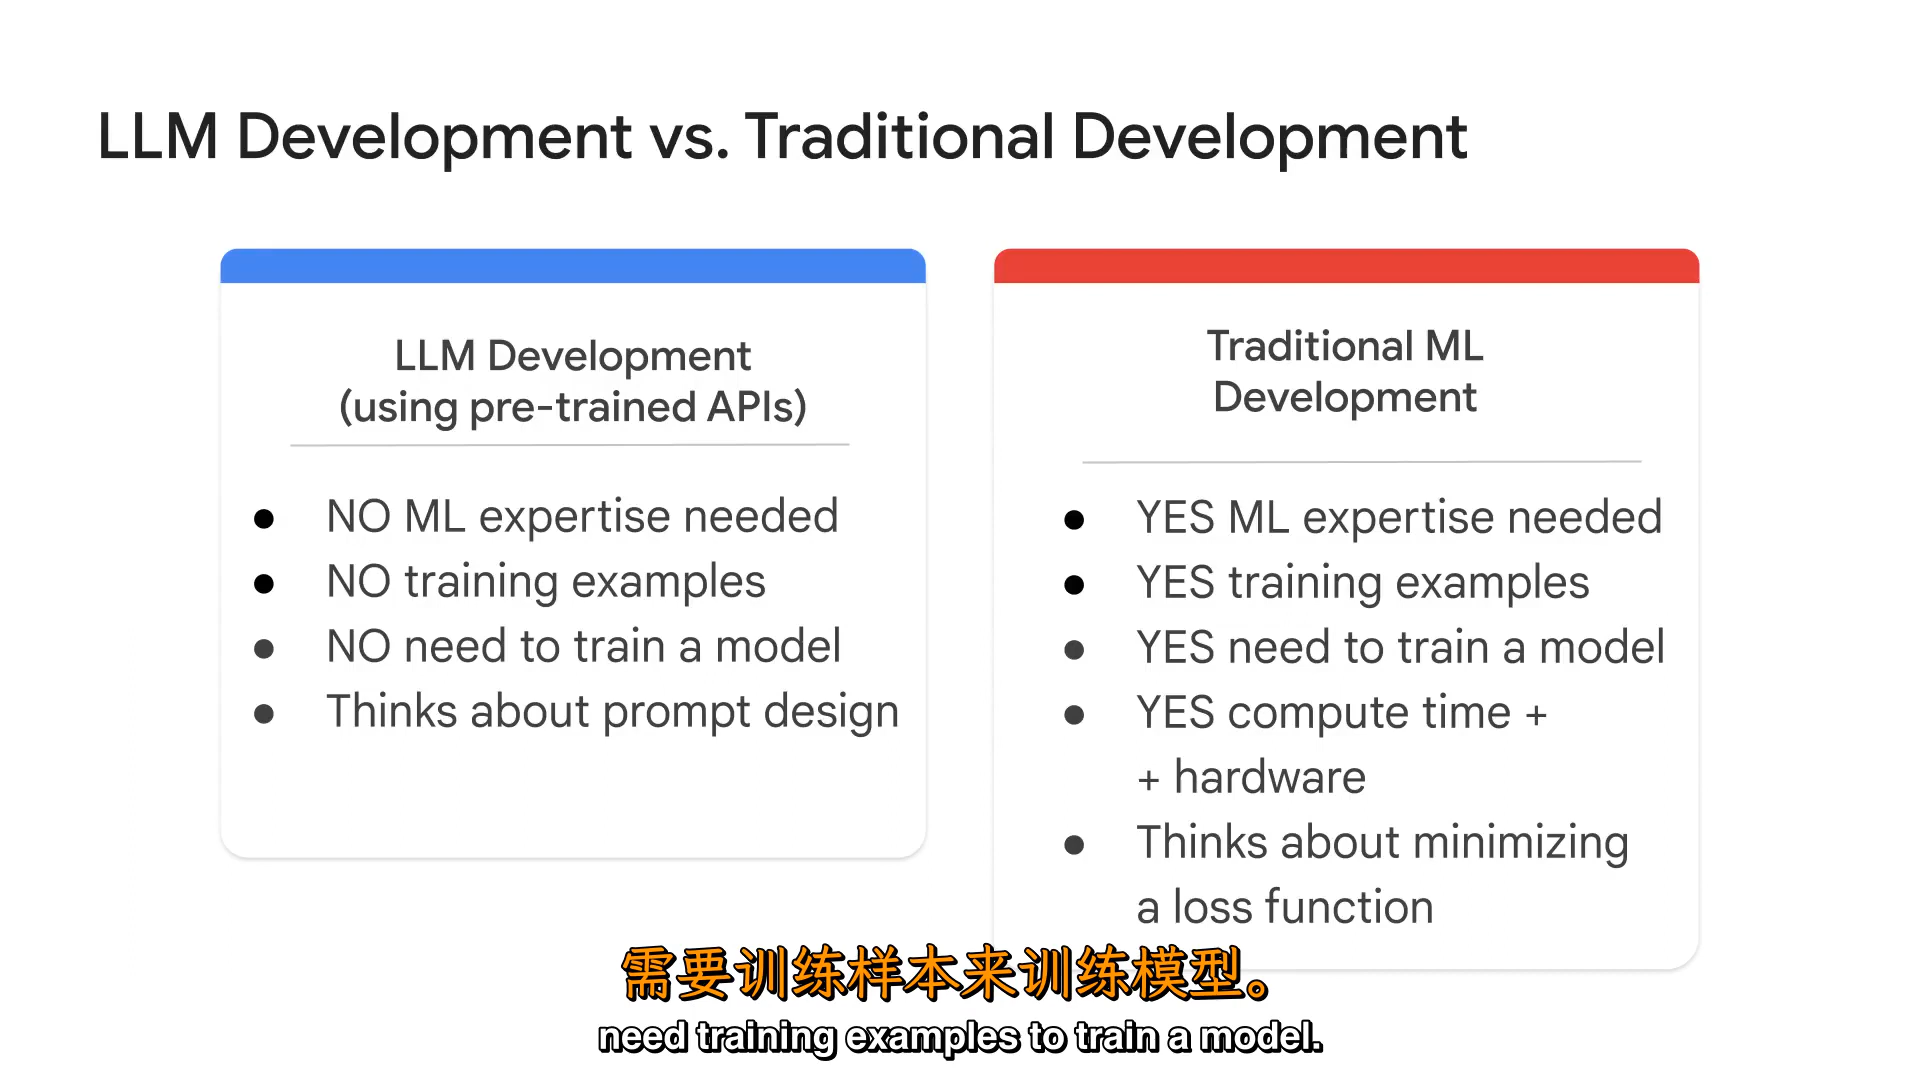 LLM Development vs. Traditional Development
LLM Development
(using pre-trained APIs)
● NO ML expertise needed
● NO training examples
● NO need to train a model
● Thinks about prompt design
Traditional ML
Development
● YES ML expertise needed
● YES training examples
● YES need to train a model
● YES compute time +
+ hardware
● Thinks about minimizing
a loss function
需要训练样本来训练模型。
need training examples to train a model.